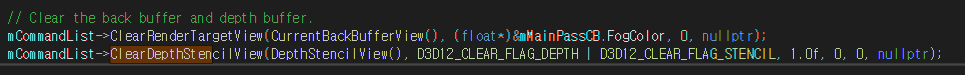 // Clear the back buffer and depth buffer.
mCommandList->ClearRenderTargetView(CurrentBackBufferView(), (float*)&mMainPassCB.FogColor, 0, nullptr);
mCommandList->ClearDepthStencilView(DepthStencilView(), D3D12_CLEAR_FLAG_DEPTH | D3D12_CLEAR_FLAG_STENCIL, 1.0f, 0, 0, nullptr);